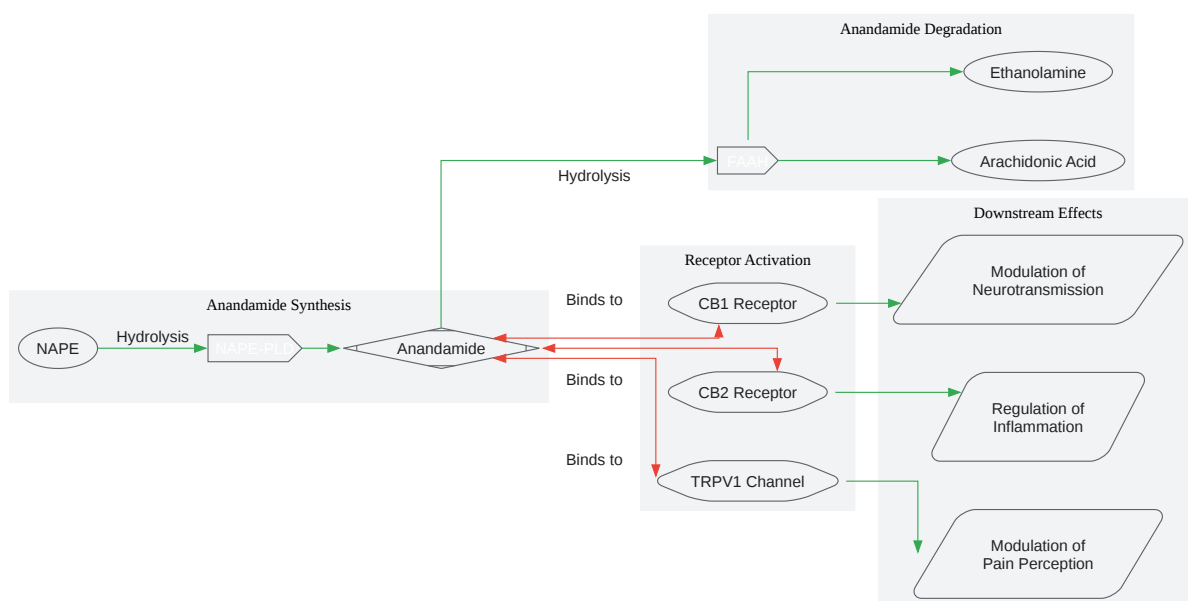 Anandamide Degradation
Ethanolamine
FAAH
Arachidonic Acid
Hydrolysis
Downstream Effects
Modulation of
Neurotransmission
Receptor Activation
CB1 Receptor
Binds to
Anandamide Synthesis
NAPE
Hydrolysis
NAPE-PLD
Anandamide
Binds to
CB2 Receptor
Regulation of
Inflammation
Binds to
TRPV1 Channel
Modulation of
Pain Perception